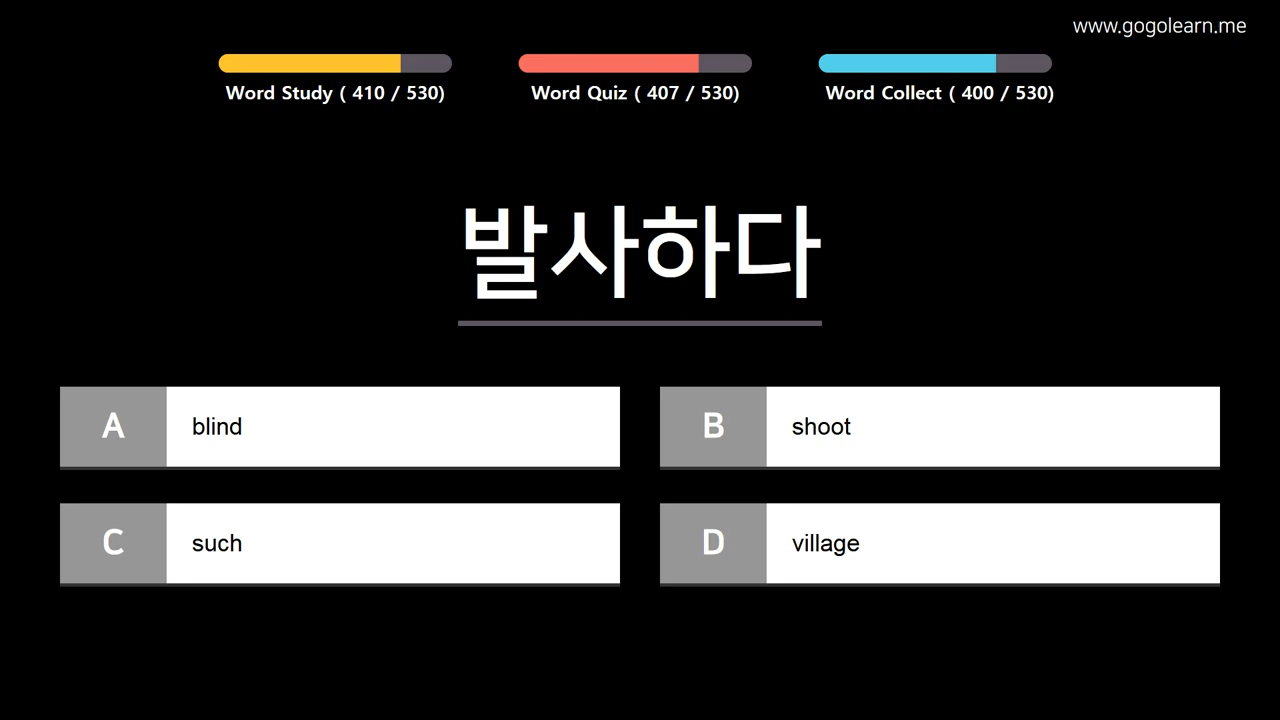 www.gogolearn.me
Word Study ( 410 / 530)
Word Quiz ( 407 / 530)
Word Collect ( 400 / 530)
발사하다
A blind
B shoot
C such
D village